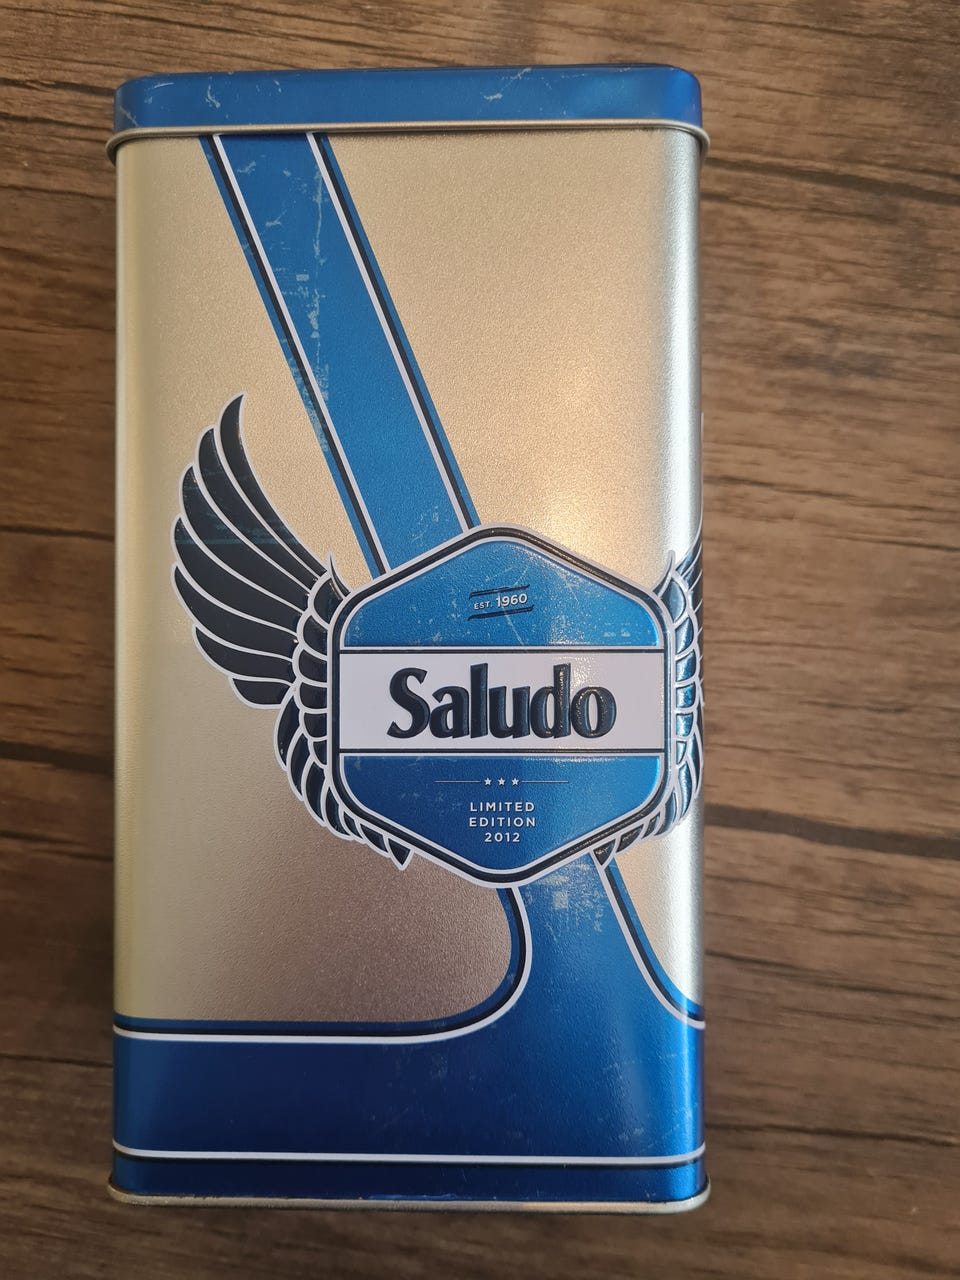 EST. 1960
Saludo
LIMITED
EDITION
2012